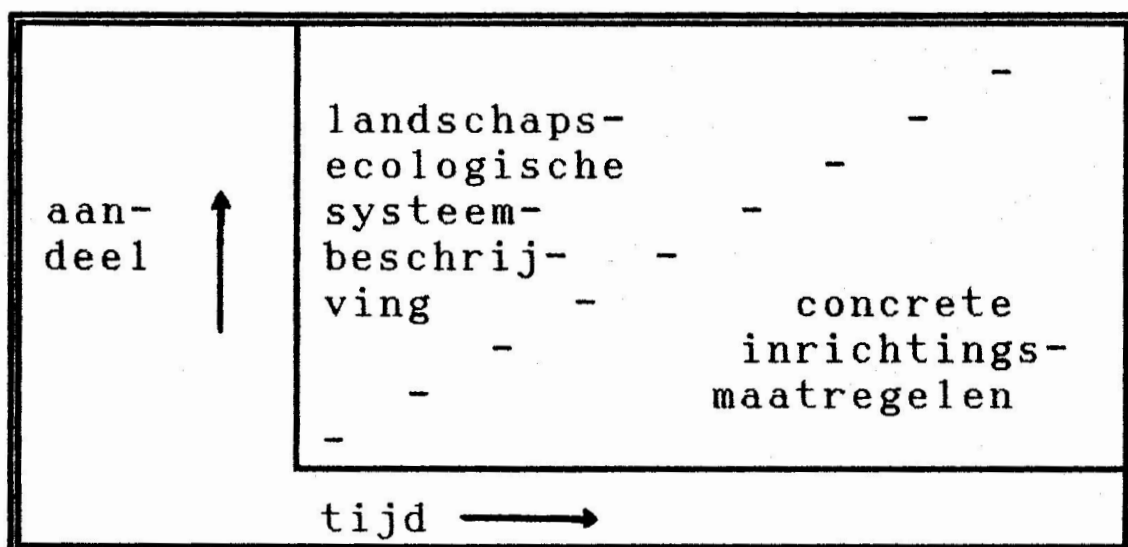 landschaps-
ecologische
systeem-
beschrij-
ving
aan-
deel
concrete
inrichtings-
maatregelen
tijd